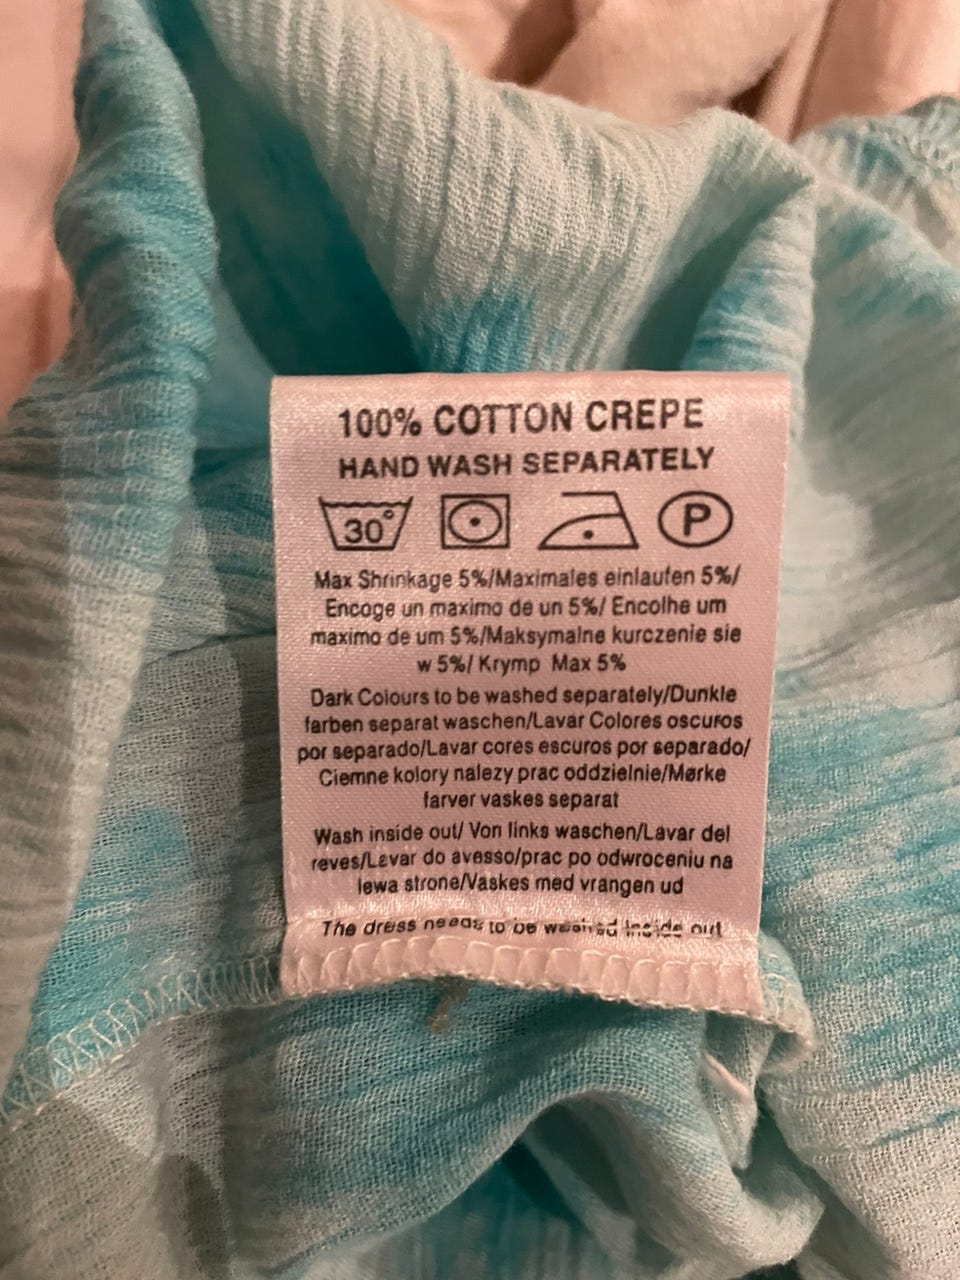 100% COTTON CREPE
HAND WASH SEPARATELY
30° P
Max Shrinkage 5%/Maximales einlaufen 5%/
Encoge un maximo de un 5%/ Encolhe um
maximo de um 5%/Maksymalne kurczenie sie
w 5%/ Krymp Max 5%
Dark Colours to be washed separately/Dunkle
farben separat waschen/Lavar Colores oscuros
por separado/Lavar cores escuros por separado/
Ciemne kolory nalezy prac oddzielnie/Mørke
farver vaskes separat
Wash inside out/ Von links waschen/Lavar del
reves/Lavar do avesso/prac po odwroceniu na
lewa strone/Vaskes med vrangen ud
The dress needs to be washed inside out